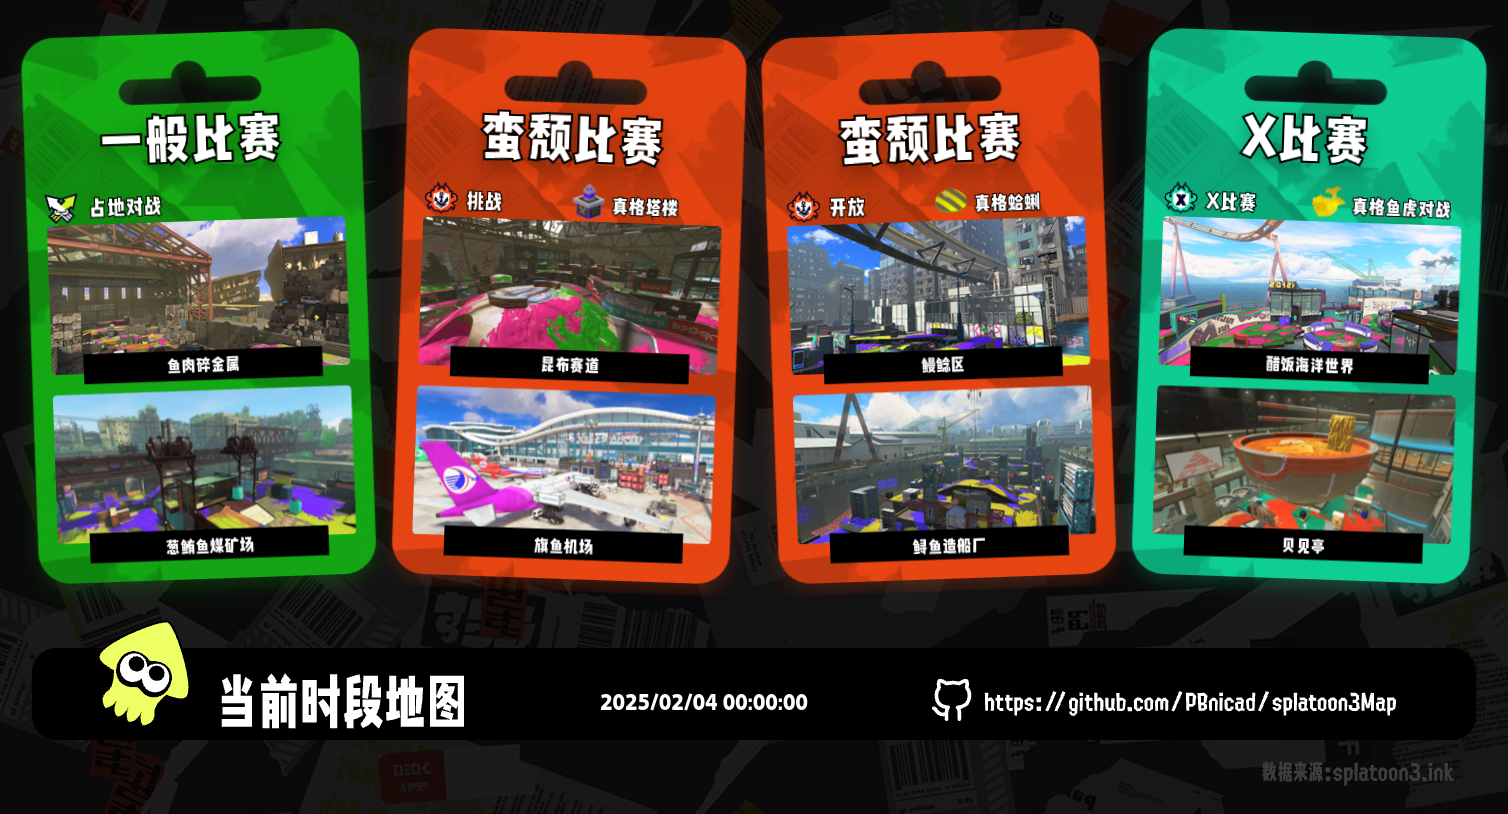 一般比赛
占地对战
鱼肉碎金属
葱鲔鱼煤矿场
蛮颓比赛
挑战
真格塔楼
昆布赛道
旗鱼机场
蛮颓比赛
开放
真格蛤蜊
鳗鲶区
鲟鱼造船厂
X比赛
X比赛
真格鱼虎对战
醋饭海洋世界
贝见亭
当前时段地图
2025/02/04 00:00:00
https://github.com/PBnicad/splatoon3Map
数据来源:splatoon3.ink